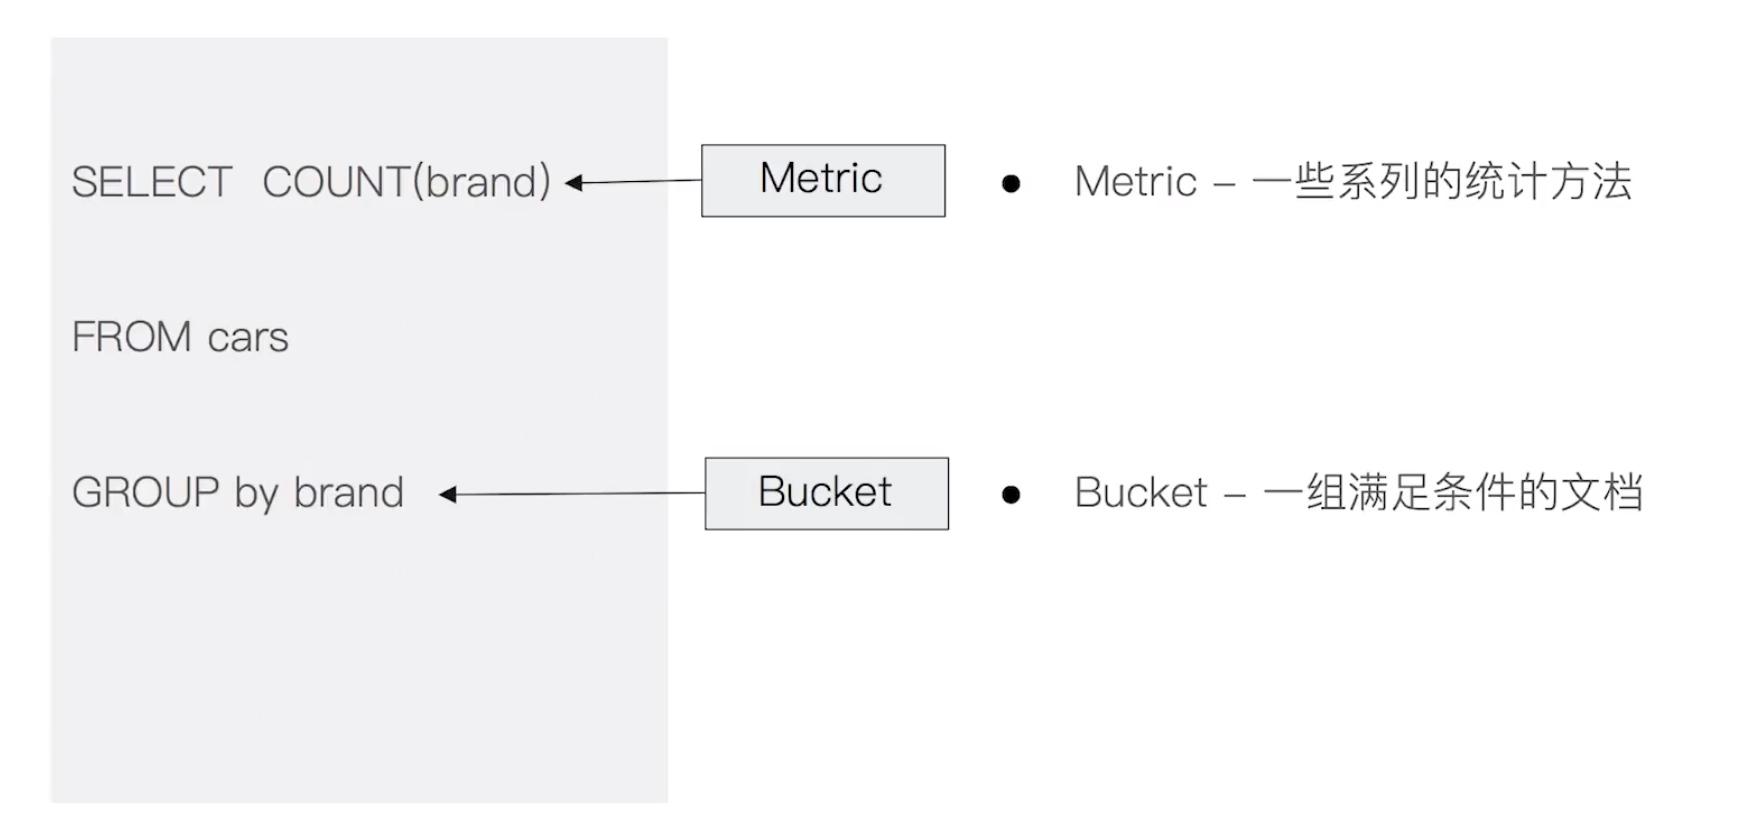 SELECT COUNT(brand)
Metric
Metric – 一些系列的统计方法
FROM cars
GROUP by brand
Bucket
Bucket – 一组满足条件的文档